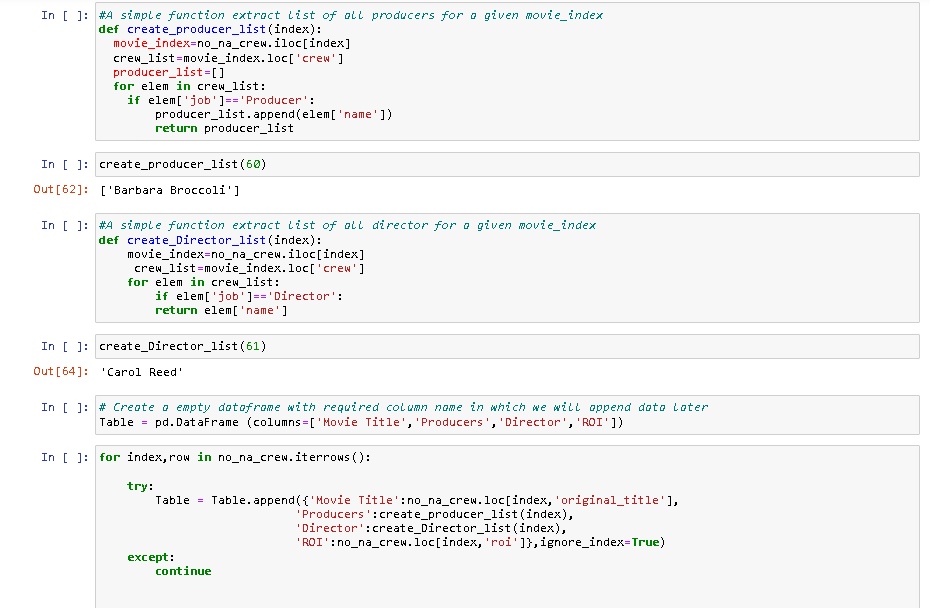 In [ ]: #A simple function extract list of all producers for a given movie_index
def create_producer_list(index):
  movie_index=no_na_crew.iloc[index]
  crew_list=movie_index.loc['crew']
  producer_list=[]
  for elem in crew_list:
    if elem['job']=='Producer':
        producer_list.append(elem['name'])
        return producer_list
In [ ]: create_producer_list(60)
Out[62]: ['Barbara Broccoli']
In [ ]: #A simple function extract list of all director for a given movie_index
def create_Director_list(index):
    movie_index=no_na_crew.iloc[index]
     crew_list=movie_index.loc['crew']
    for elem in crew_list:
        if elem['job']=='Director':
        return elem['name']
In [ ]: create_Director_list(61)
Out[64]: 'Carol Reed'
In [ ]: # Create a empty dataframe with required column name in which we will append data later
Table = pd.DataFrame (columns=['Movie Title','Producers','Director','ROI'])
In [ ]: for index,row in no_na_crew.iterrows():
    try:
        Table = Table.append({'Movie Title':no_na_crew.loc[index,'original_title'],
                            'Producers':create_producer_list(index),
                            'Director':create_Director_list(index),
                            'ROI':no_na_crew.loc[index,'roi']},ignore_index=True)
    except:
        continue